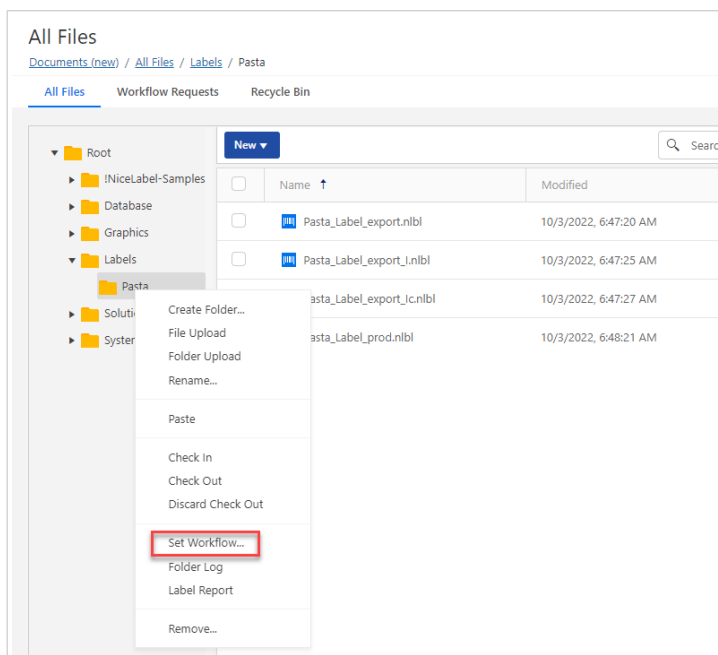 All Files
Documents (new) / All Files / Labels / Pasta
All Files Workflow Requests Recycle Bin
Root
!NiceLabel-Samples
Database
Graphics
Labels
Pasta
New
Name Modified
Pasta_Label_export.nlbl 10/3/2022, 6:47:20 AM
Pasta_Label_export_I.nlbl 10/3/2022, 6:47:25 AM
asta_Label_export_Ic.nlbl 10/3/2022, 6:47:27 AM
asta_Label_prod.nlbl 10/3/2022, 6:48:21 AM
Create Folder...
File Upload
Folder Upload
Rename...
Paste
Check In
Check Out
Discard Check Out
Set Workflow...
Folder Log
Label Report
Remove...